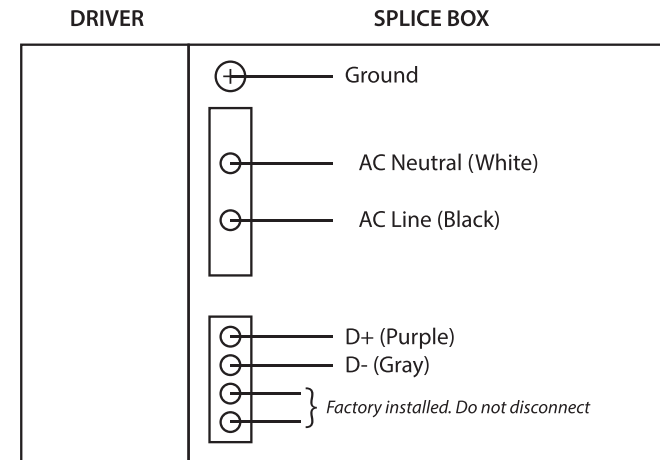 DRIVER
SPLICE BOX
Ground
AC Neutral (White)
AC Line (Black)
D+ (Purple)
D- (Gray)
Factory installed. Do not disconnect